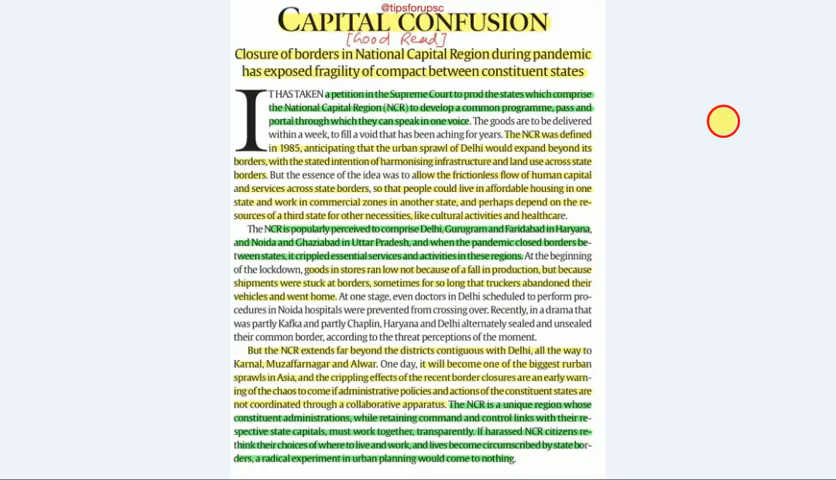 @tipsforupsc
CAPITAL CONFUSION
[Good Read]
Closure of borders in National Capital Region during pandemic
has exposed fragility of compact between constituent states
IT HAS TAKEN a petition in the Supreme Court to prod the states which comprise
the National Capital Region (NCR) to develop a common programme, pass and
portal through which they can speak in one voice. The goods are to be delivered
within a week, to fill a void that has been aching for years. The NCR was defined
in 1985, anticipating that the urban sprawl of Delhi would expand beyond its
borders, with the stated intention of harmonising infrastructure and land use across state
borders. But the essence of the idea was to allow the frictionless flow of human capital
and services across state borders, so that people could live in affordable housing in one
state and work in commercial zones in another state, and perhaps depend on the re-
sources of a third state for other necessities, like cultural activities and healthcare.
The NCR is popularly perceived to comprise Delhi, Gurugram and Faridabad in Haryana,
and Noida and Ghaziabad in Uttar Pradesh, and when the pandemic closed borders be-
tween states, it crippled essential services and activities in these regions. At the beginning
of the lockdown, goods in stores ran low not because of a fall in production, but because
shipments were stuck at borders, sometimes for so long that truckers abandoned their
vehicles and went home. At one stage, even doctors in Delhi scheduled to perform pro-
cedures in Noida hospitals were prevented from crossing over. Recently, in a drama that
was partly Kafka and partly Chaplin, Haryana and Delhi alternately sealed and unsealed
their common border, according to the threat perceptions of the moment.
But the NCR extends far beyond the districts contiguous with Delhi, all the way to
Karnal, Muzaffarnagar and Alwar. One day, it will become one of the biggest rurban
sprawls in Asia, and the crippling effects of the recent border closures are an early warn-
ing of the chaos to come if administrative policies and actions of the constituent states are
not coordinated through a collaborative apparatus. The NCR is a unique region whose
constituent administrations, while retaining command and control links with their re-
spective state capitals, must work together, transparently. If harassed NCR citizens re-
think their choices of where to live and work, and lives become circumscribed by state bor-
ders, a radical experiment in urban planning would come to nothing.